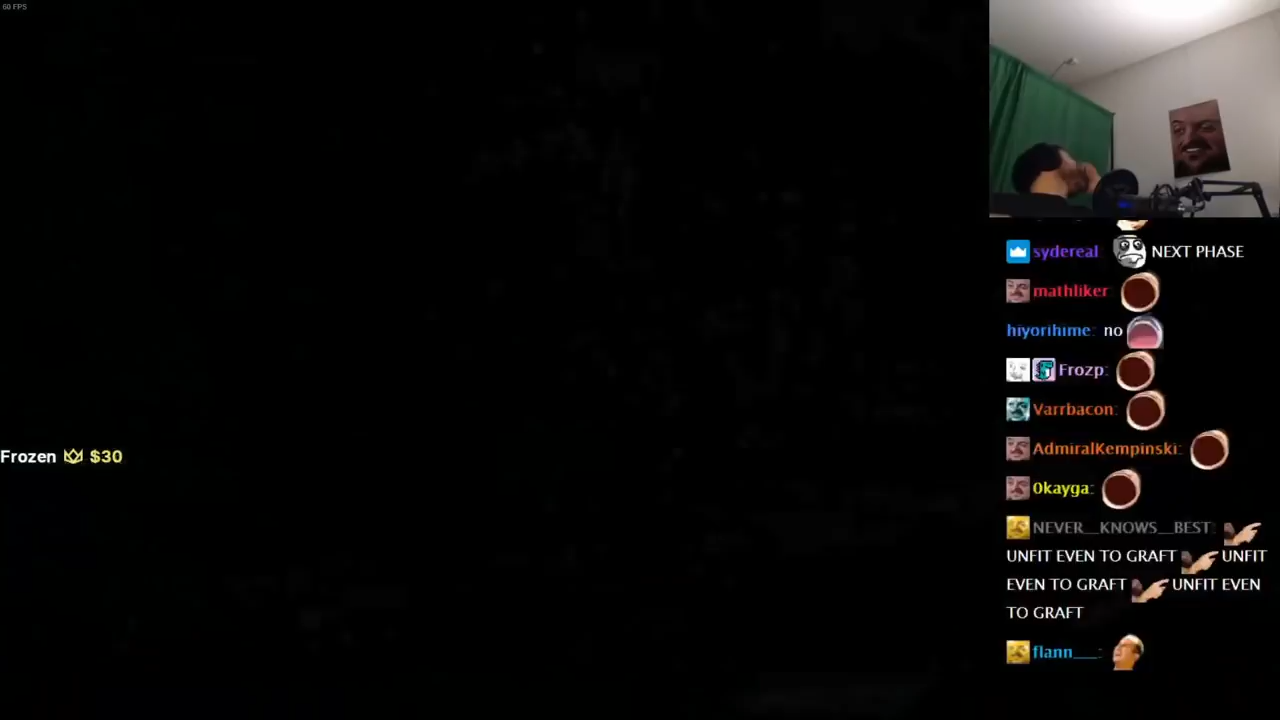 60 FPS
Frozen $30
sydereal NEXT PHASE
mathliker
hiyorihime: no
Frozp:
Varrbacon:
AdmiralKempinski:
0kayga:
NEVER__KNOWS__BEST:
UNFIT EVEN TO GRAFT UNFIT
EVEN TO GRAFT UNFIT EVEN
TO GRAFT
flann___: